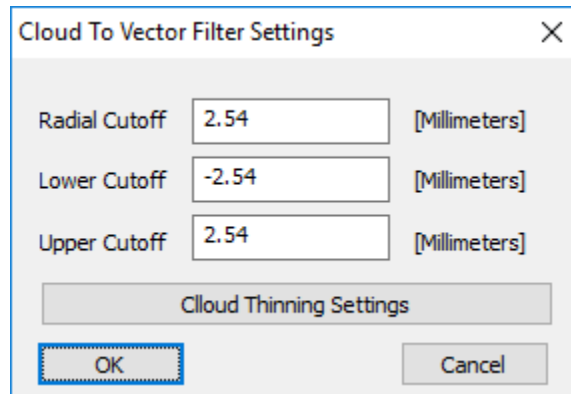 Cloud To Vector Filter Settings
Radial Cutoff 2.54 [Millimeters]
Lower Cutoff -2.54 [Millimeters]
Upper Cutoff 2.54 [Millimeters]
Clloud Thinning Settings
OK Cancel